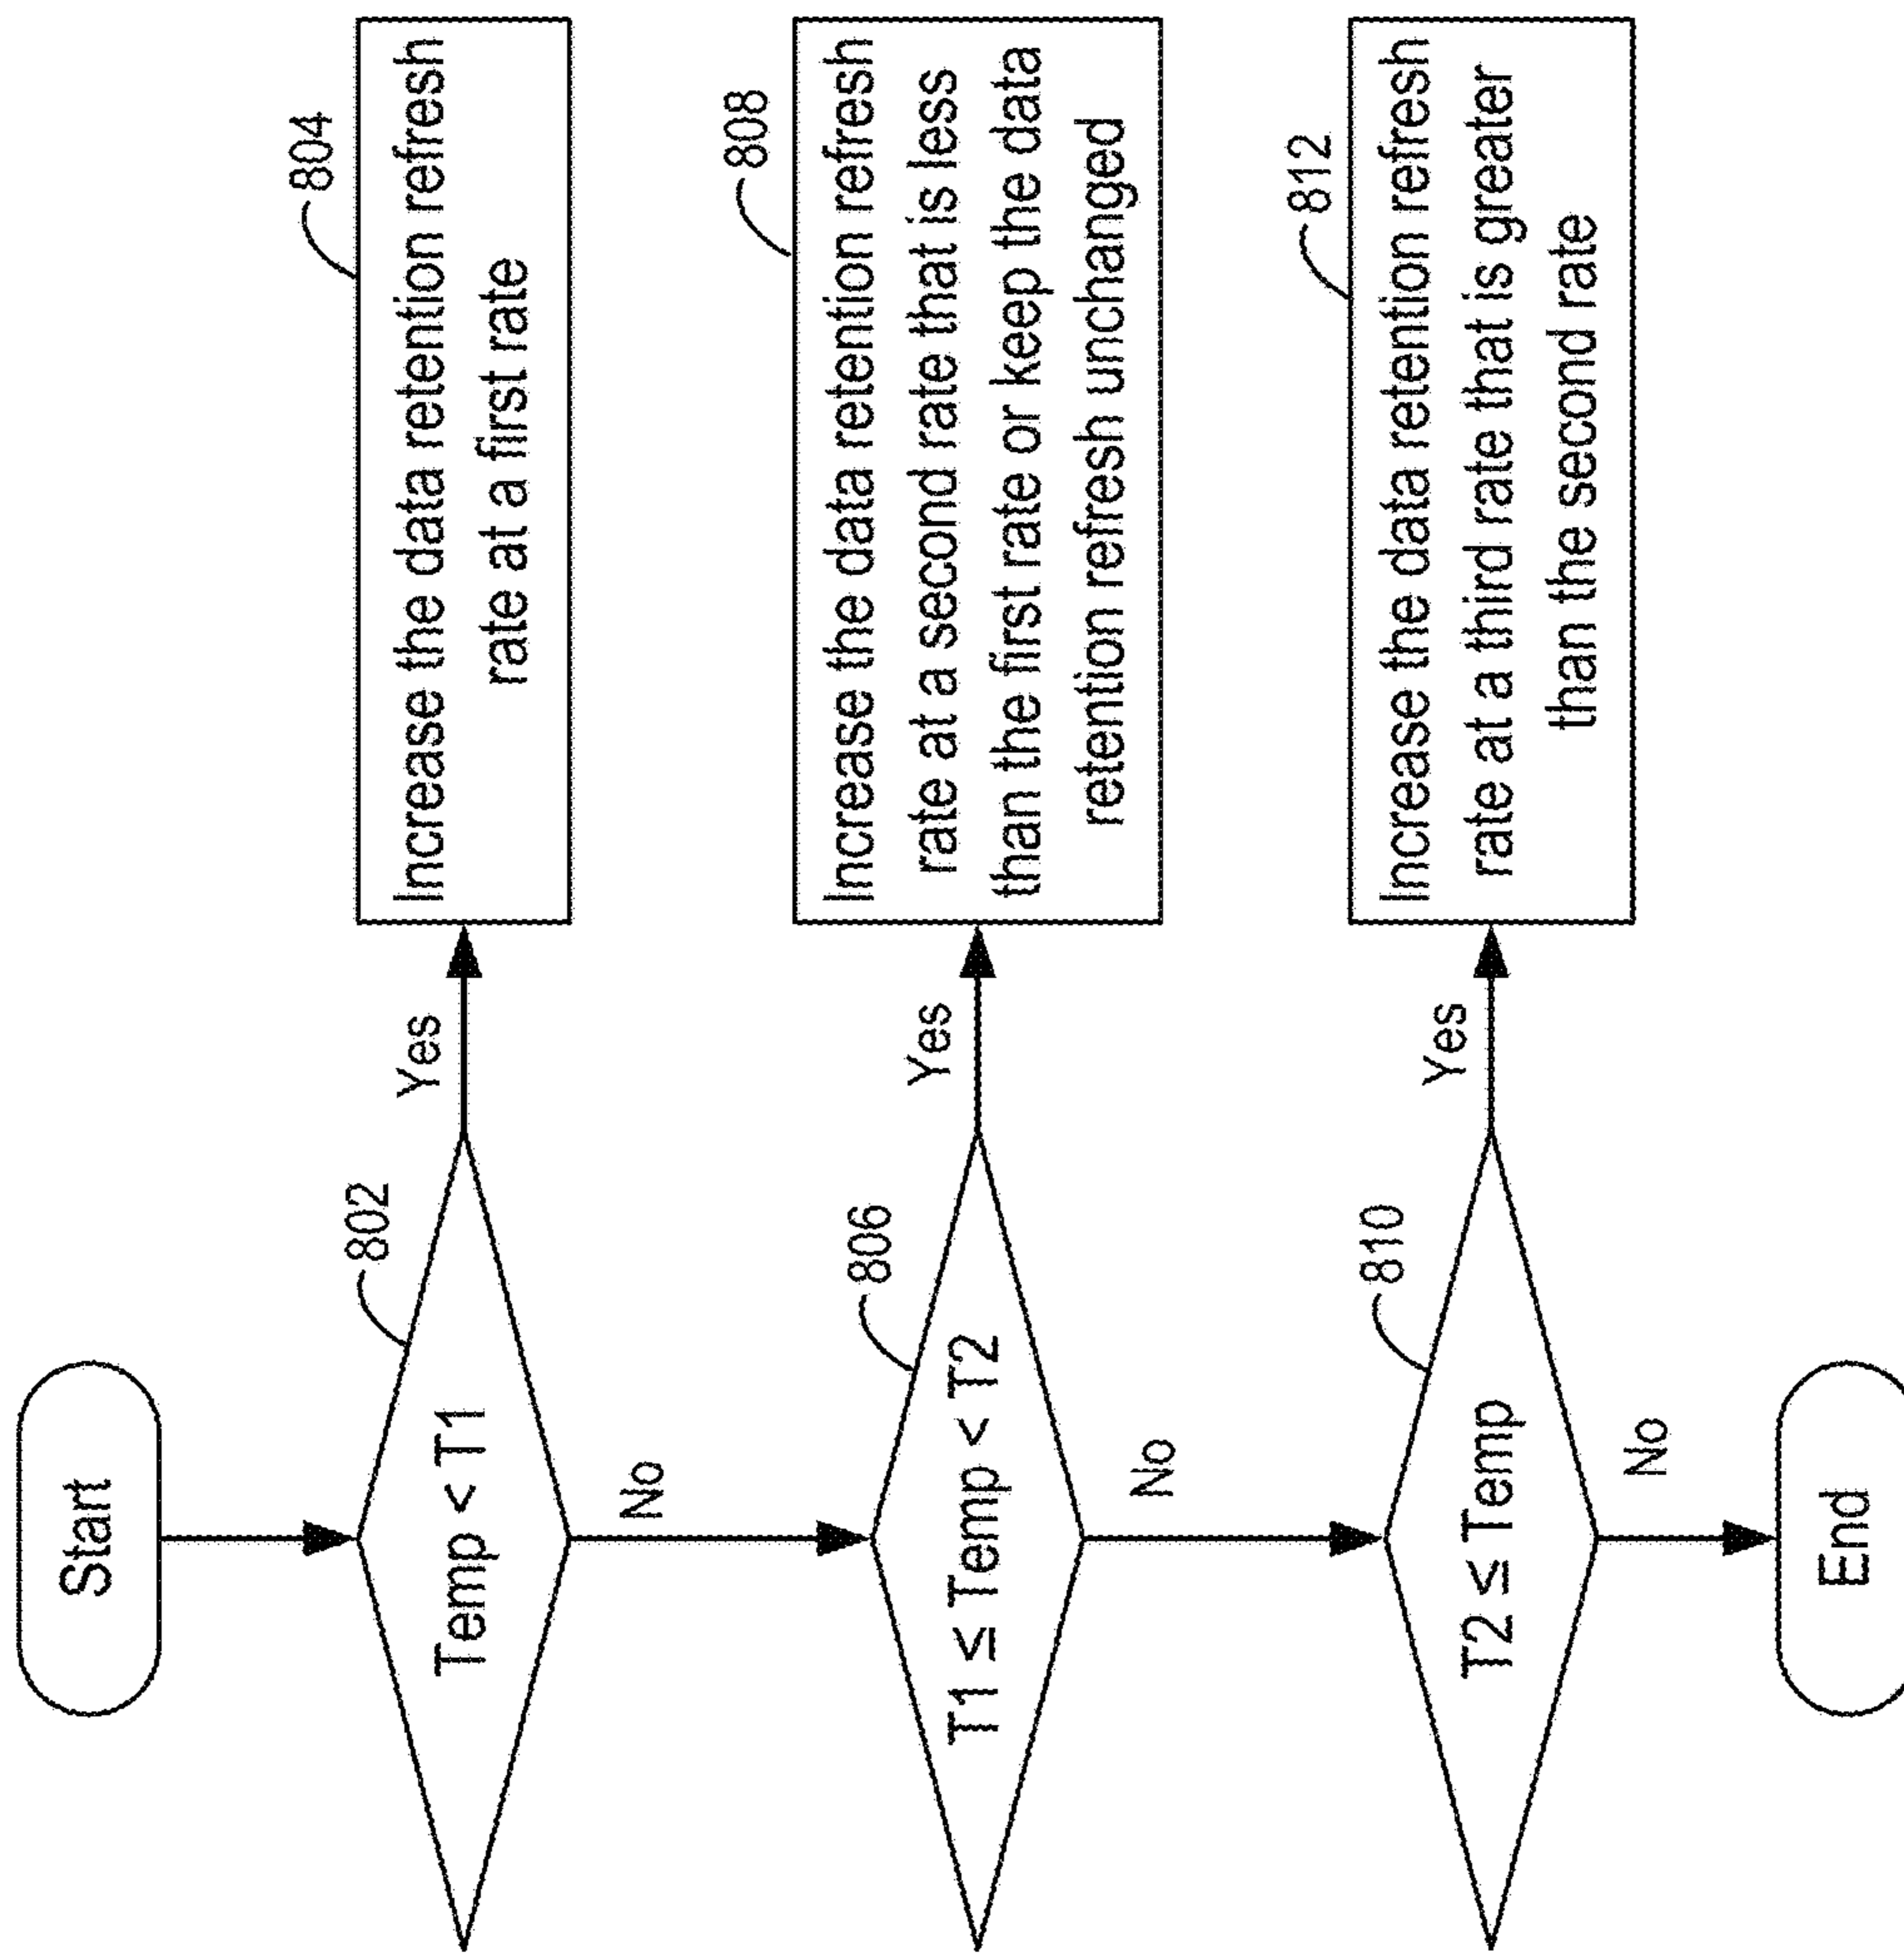 Start
802
Temp < T1
Yes
804
Increase the data retention refresh
rate at a first rate
No
806
T1 ≤ Temp < T2
Yes
808
Increase the data retention refresh
rate at a second rate that is less
than the first rate or keep the data
retention refresh unchanged
No
810
T2 ≤ Temp
Yes
812
Increase the data retention refresh
rate at a third rate that is greater
than the second rate
No
End